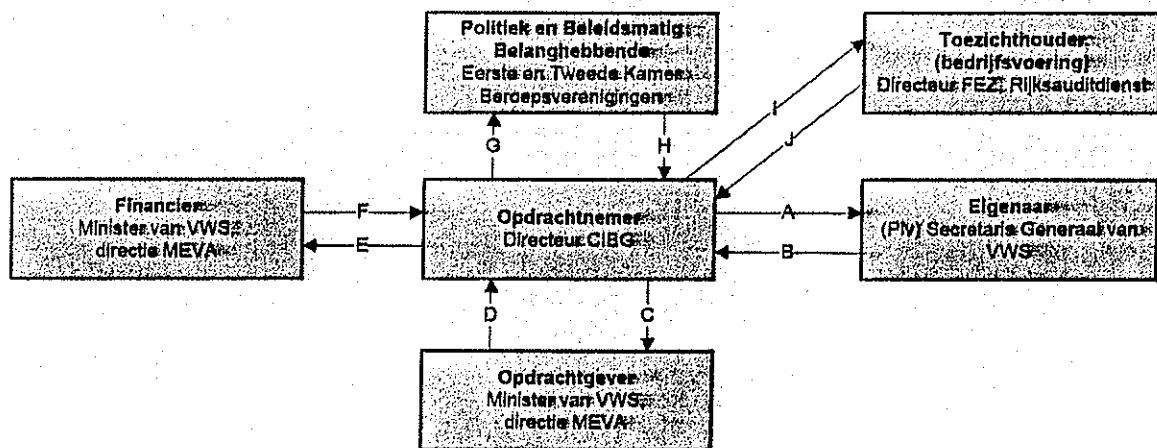 Politiek en Beleidsmatig
Belanghebbende
Eerste en Tweede Kamer
Beroepsverenigingen
Toezichthouder
(bedrijfsvoering)
Directeur FEZ, Rijksauditdienst
I
J
G
H
Financier
Minister van VWS
directie MEVA
F
E
Opdrachtnemer
Directeur CIBG
A
B
Eigenaar
(Plv) Secretaris Generaal van
VWS
D
C
Opdrachtgever
Minister van VWS,
directie MEVA